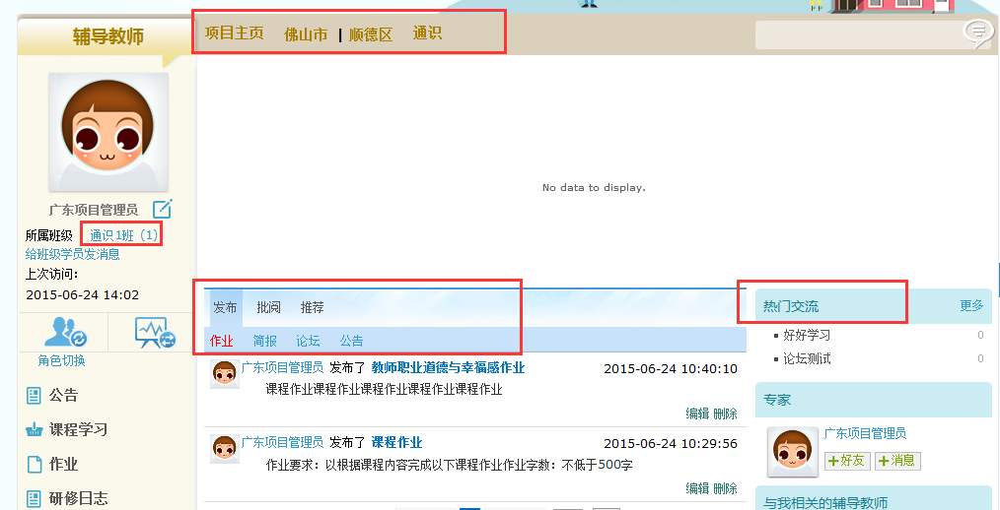 辅导教师
项目主页 佛山市 | 顺德区 通识
广东项目管理员
所属班级 通识1班（1）
给班级学员发消息
上次访问：
2015-06-24 14:02
角色切换
公告
课程学习
作业
研修日志
No data to display.
发布 批阅 推荐
作业 简报 论坛 公告
广东项目管理员 发布了 教师职业道德与幸福感作业 2015-06-24 10:40:10
课程作业课程作业课程作业课程作业课程作业
编辑 删除
广东项目管理员 发布了 课程作业 2015-06-24 10:29:56
作业要求：以根据课程内容完成以下课程作业作业字数：不低于500字
编辑 删除
热门交流 更多
好好学习 0
论坛测试 0
专家
广东项目管理员
+好友 +消息
与我相关的辅导教师